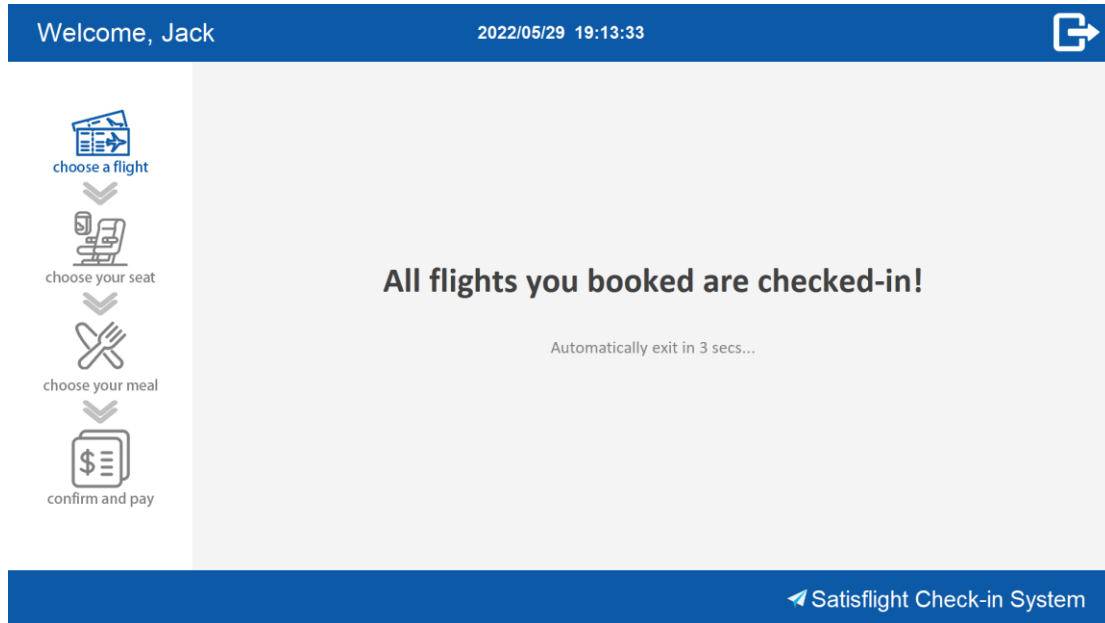 Welcome, Jack
2022/05/29 19:13:33
choose a flight
choose your seat
choose your meal
$
confirm and pay
All flights you booked are checked-in!
Automatically exit in 3 secs...
Satisflight Check-in System